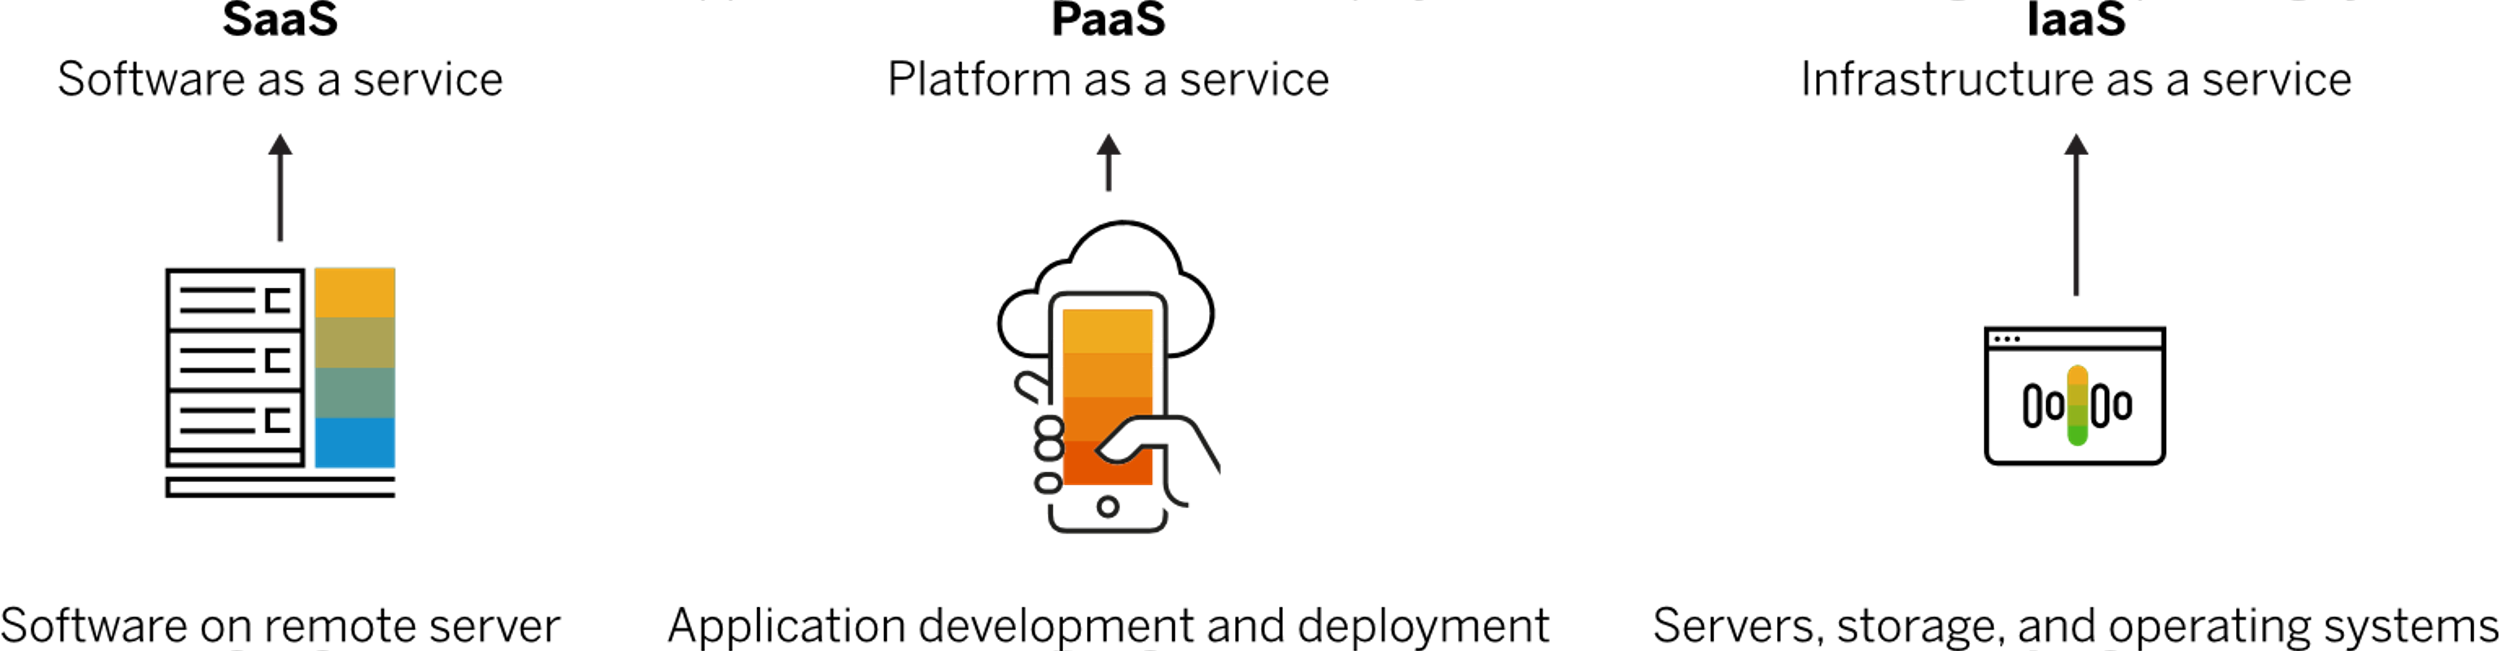 SaaS
Software as a service
PaaS
Platform as a service
IaaS
Infrastructure as a service
Software on remote server
Application development and deployment
Servers, storage, and operating systems